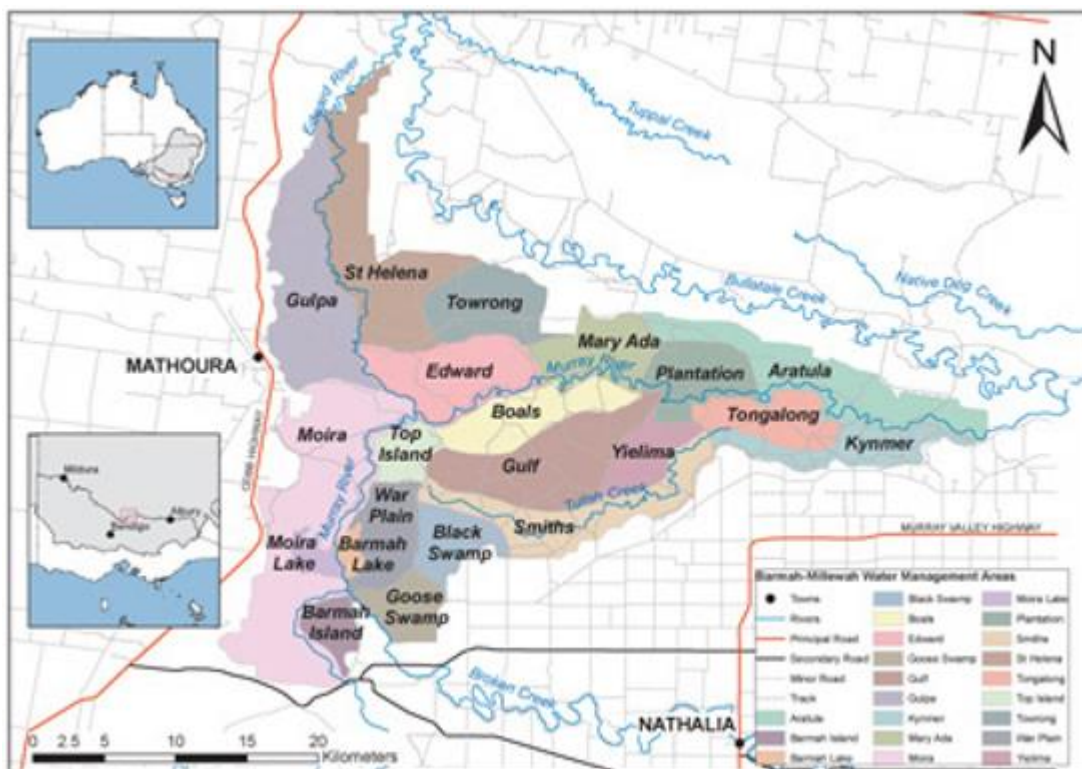 N
Edward River
Tuppal Creek
Bullatale Creek
Native Dog Creek
St Helena
Gulpa
Towrong
MATHOURA
Mary Ada
Murray River
Edward
Plantation
Aratula
Boals
Tongalong
Moira
Top
Island
Kynmer
Gulf
Yielima
Tullah Creek
War
Plain
Murray River
Smiths
Black
Swamp
MURRAY VALLEY HIGHWAY
Moira
Lake
Barmah
Lake
Goose
Swamp
Barmah
Island
Broken Creek
NATHALIA
Mildura
Albury
Bendigo
0 2.5 5 10 15 20
Kilometers
Barmah-Millewah Water Management Areas
Towns
Rivers
Principal Road
Secondary Road
Minor Road
Track
Aratula
Barmah Island
Barmah Lake
Black Swamp
Boals
Edward
Goose Swamp
Gulf
Gulpa
Kynmer
Mary Ada
Moira
Moira Lake
Plantation
Smiths
St Helena
Tongalong
Top Island
Towrong
War Plain
Yielima